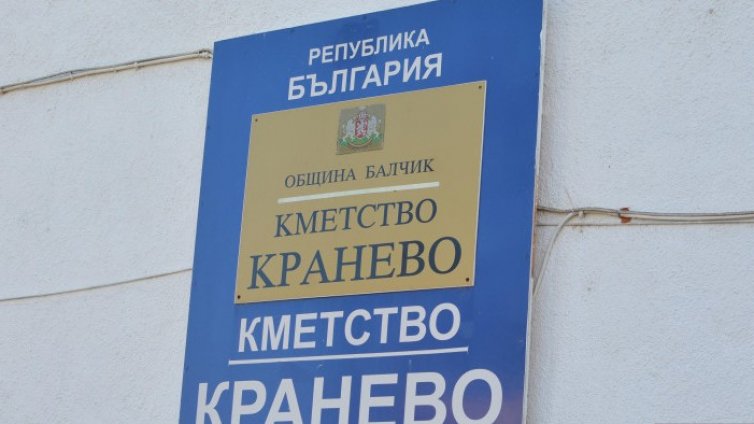 РЕПУБЛИКА
БЪЛГАРИЯ
ОБЩИНА БАЛЧИК
КМЕТСТВО
КРАНЕВО
КМЕТСТВО
КРАНЕВО